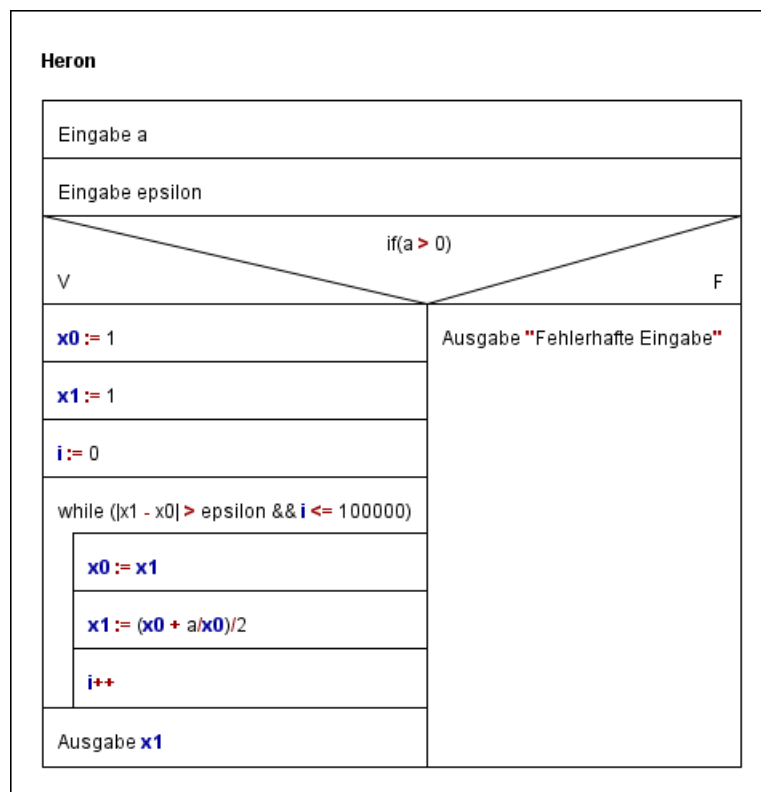 Heron
Eingabe a
Eingabe epsilon
if(a > 0)
V
F
x0 := 1
Ausgabe "Fehlerhafte Eingabe"
x1 := 1
i := 0
while (|x1 - x0| > epsilon && i <= 100000)
x0 := x1
x1 := (x0 + a/x0)/2
i++
Ausgabe x1